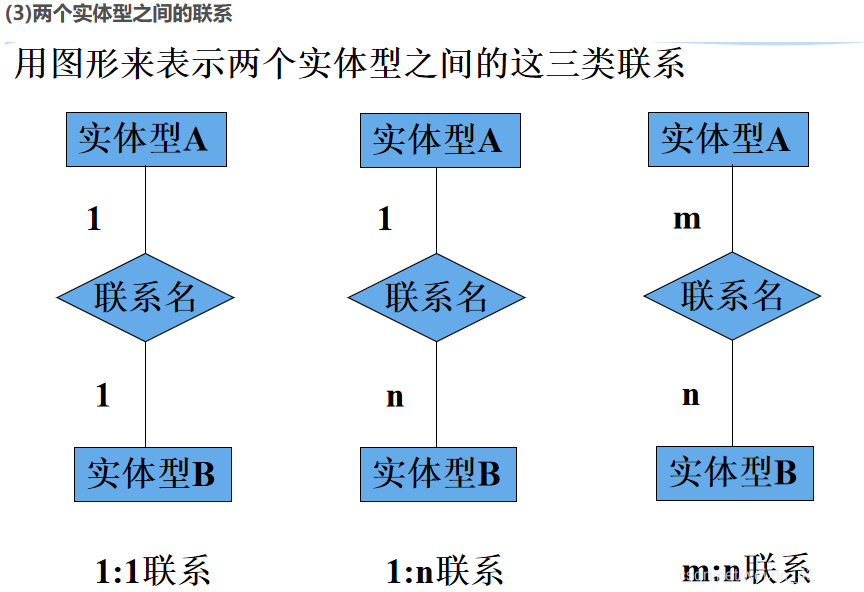 (3)两个实体型之间的联系
用图形来表示两个实体型之间的这三类联系
实体型A 实体型A 实体型A
1 1 m
联系名 联系名 联系名
1 n n
实体型B 实体型B 实体型B
1:1联系 1:n联系 m:n联系